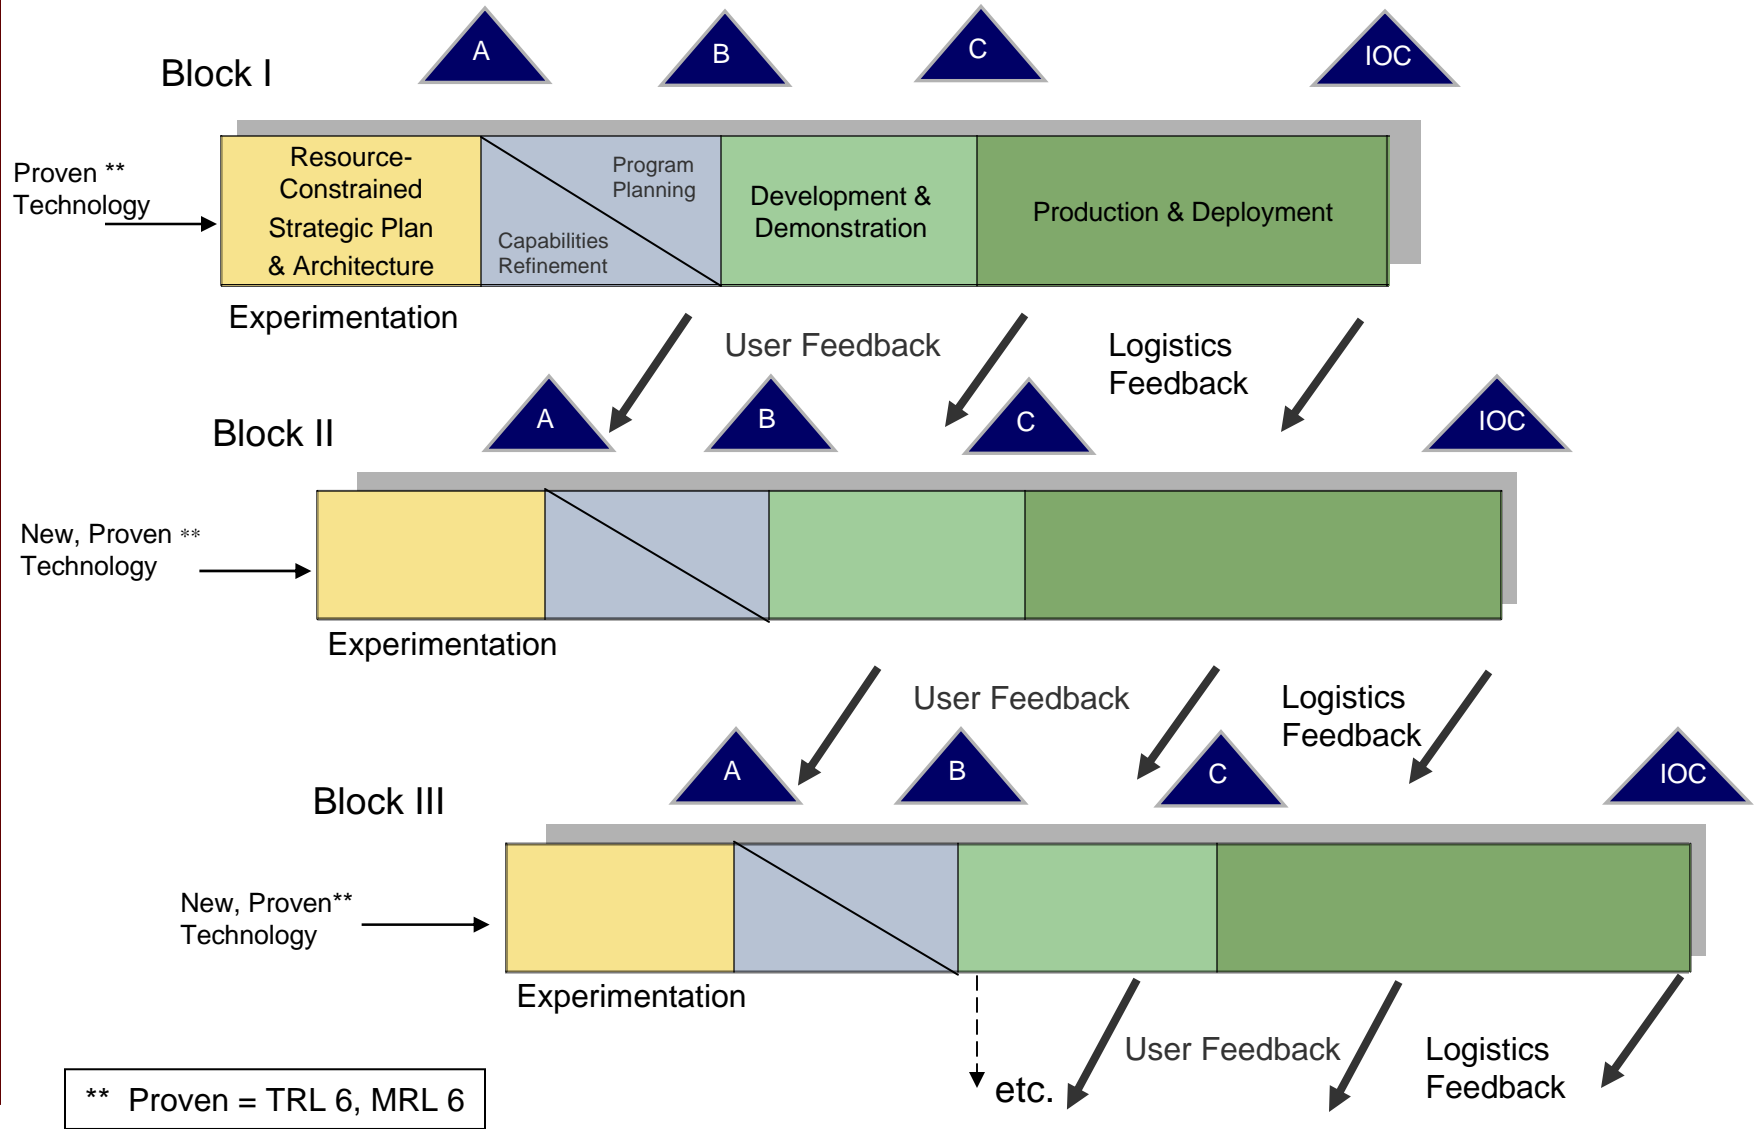 A
B
C
IOC
Block I
Proven **
Technology
Resource-
Constrained
Strategic Plan
& Architecture
Program
Planning
Capabilities
Refinement
Development &
Demonstration
Production & Deployment
Experimentation
User Feedback
Logistics
Feedback
A
B
C
IOC
Block II
New, Proven **
Technology
Experimentation
User Feedback
Logistics
Feedback
A
B
C
IOC
Block III
New, Proven**
Technology
Experimentation
User Feedback
Logistics
Feedback
etc.
** Proven = TRL 6, MRL 6